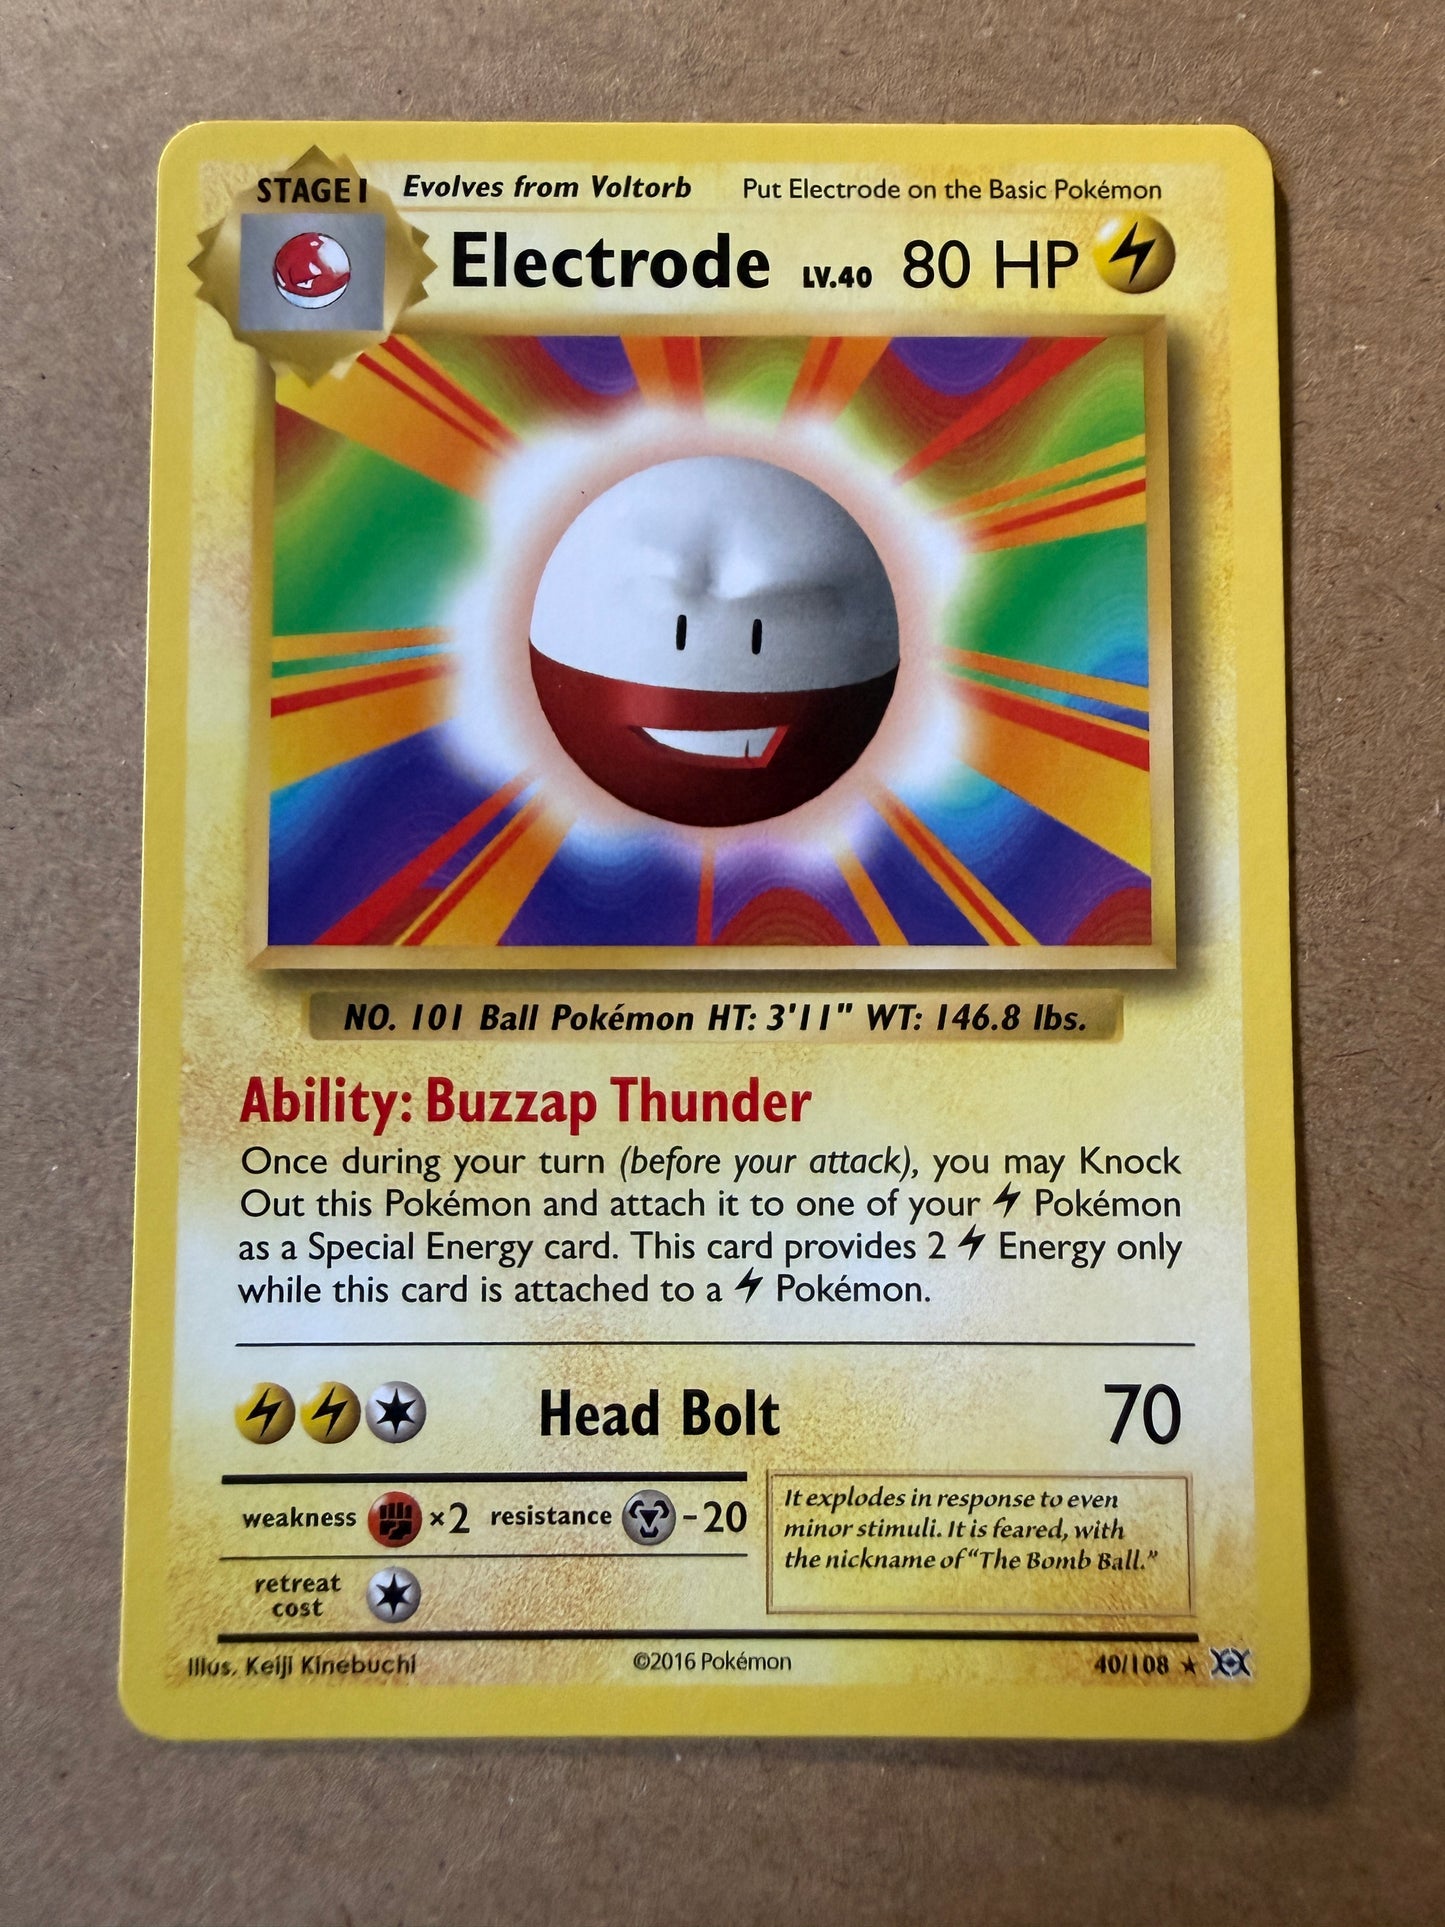 STAGE 1 Evolves from Voltorb Put Electrode on the Basic Pokémon
Electrode LV.40 80 HP
NO. 101 Ball Pokémon HT: 3'11" WT: 146.8 lbs.
Ability: Buzzap Thunder
Once during your turn (before your attack), you may Knock
Out this Pokémon and attach it to one of your Pokémon
as a Special Energy card. This card provides 2 Energy only
while this card is attached to a Pokémon.
Head Bolt 70
weakness ×2 resistance -20
It explodes in response to even
minor stimuli. It is feared, with
the nickname of "The Bomb Ball."
retreat
cost
Illus. Keiji Kinebuchi ©2016 Pokémon 40/108 ★